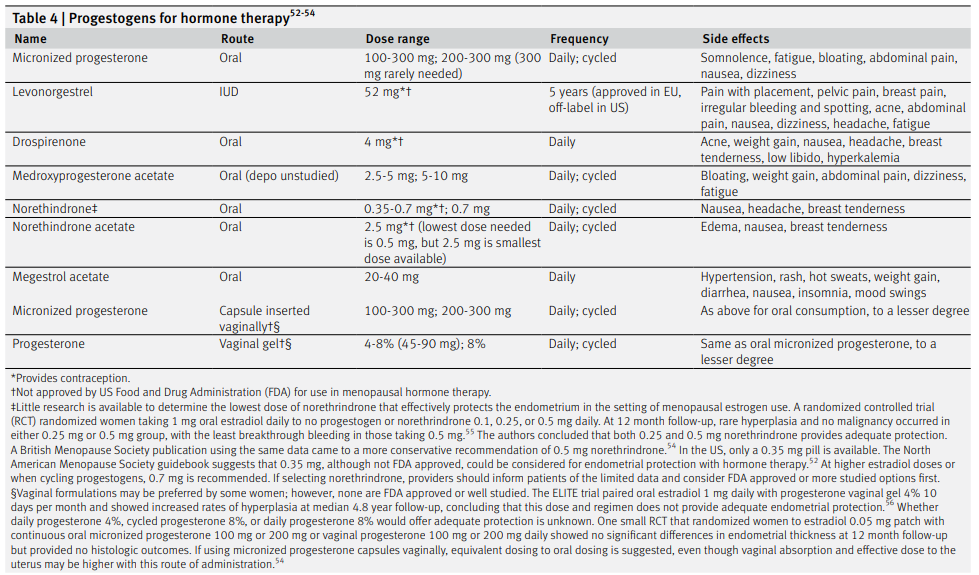 Table 4 | Progestogens for hormone therapy52-54
Name Route Dose range Frequency Side effects
Micronized progesterone Oral 100-300 mg; 200-300 mg (300 Daily; cycled Somnolence, fatigue, bloating, abdominal pain,
mg rarely needed) nausea, dizziness
Levonorgestrel IUD 52 mg*† 5 years (approved in EU, Pain with placement, pelvic pain, breast pain,
off-label in US) irregular bleeding and spotting, acne, abdominal
pain, nausea, dizziness, headache, fatigue
Drospirenone Oral 4 mg*† Daily Acne, weight gain, nausea, headache, breast
tenderness, low libido, hyperkalemia
Medroxyprogesterone acetate Oral (depo unstudied) 2.5-5 mg; 5-10 mg Daily; cycled Bloating, weight gain, abdominal pain, dizziness,
fatigue
Norethindrone‡ Oral 0.35-0.7 mg*†; 0.7 mg Daily; cycled Nausea, headache, breast tenderness
Norethindrone acetate Oral 2.5 mg*† (lowest dose needed Daily; cycled Edema, nausea, breast tenderness
is 0.5 mg, but 2.5 mg is smallest
dose available)
Megestrol acetate Oral 20-40 mg Daily Hypertension, rash, hot sweats, weight gain,
diarrhea, nausea, insomnia, mood swings
Micronized progesterone Capsule inserted 100-300 mg; 200-300 mg Daily; cycled As above for oral consumption, to a lesser degree
vaginally†§
Progesterone Vaginal gel†§ 4-8% (45-90 mg); 8% Daily; cycled Same as oral micronized progesterone, to a
lesser degree
*Provides contraception.
†Not approved by US Food and Drug Administration (FDA) for use in menopausal hormone therapy.
‡Little research is available to determine the lowest dose of norethindrone that effectively protects the endometrium in the setting of menopausal estrogen use. A randomized controlled trial
(RCT) randomized women taking 1 mg oral estradiol daily to no progestogen or norethindrone 0.1, 0.25, or 0.5 mg daily. At 12 month follow-up, rare hyperplasia and no malignancy occurred in
either 0.25 mg or 0.5 mg group, with the least breakthrough bleeding in those taking 0.5 mg.55 The authors concluded that both 0.25 and 0.5 mg norethindrone provides adequate protection.
A British Menopause Society publication using the same data came to a more conservative recommendation of 0.5 mg norethindrone.54 In the US, only a 0.35 mg pill is available. The North
American Menopause Society guidebook suggests that 0.35 mg, although not FDA approved, could be considered for endometrial protection with hormone therapy.52 At higher estradiol doses or
when cycling progestogens, 0.7 mg is recommended. If selecting norethindrone, providers should inform patients of the limited data and consider FDA approved or more studied options first.
§Vaginal formulations may be preferred by some women; however, none are FDA approved or well studied. The ELITE trial paired oral estradiol 1 mg daily with progesterone vaginal gel 4% 10
days per month and showed increased rates of hyperplasia at median 4.8 year follow-up, concluding that this dose and regimen does not provide adequate endometrial protection.56 Whether
daily progesterone 4%, cycled progesterone 8%, or daily progesterone 8% would offer adequate protection is unknown. One small RCT that randomized women to estradiol 0.05 mg patch with
continuous oral micronized progesterone 100 mg or 200 mg or vaginal progesterone 100 mg or 200 mg daily showed no significant differences in endometrial thickness at 12 month follow-up
but provided no histologic outcomes. If using micronized progesterone capsules vaginally, equivalent dosing to oral dosing is suggested, even though vaginal absorption and effective dose to the
uterus may be higher with this route of administration.54